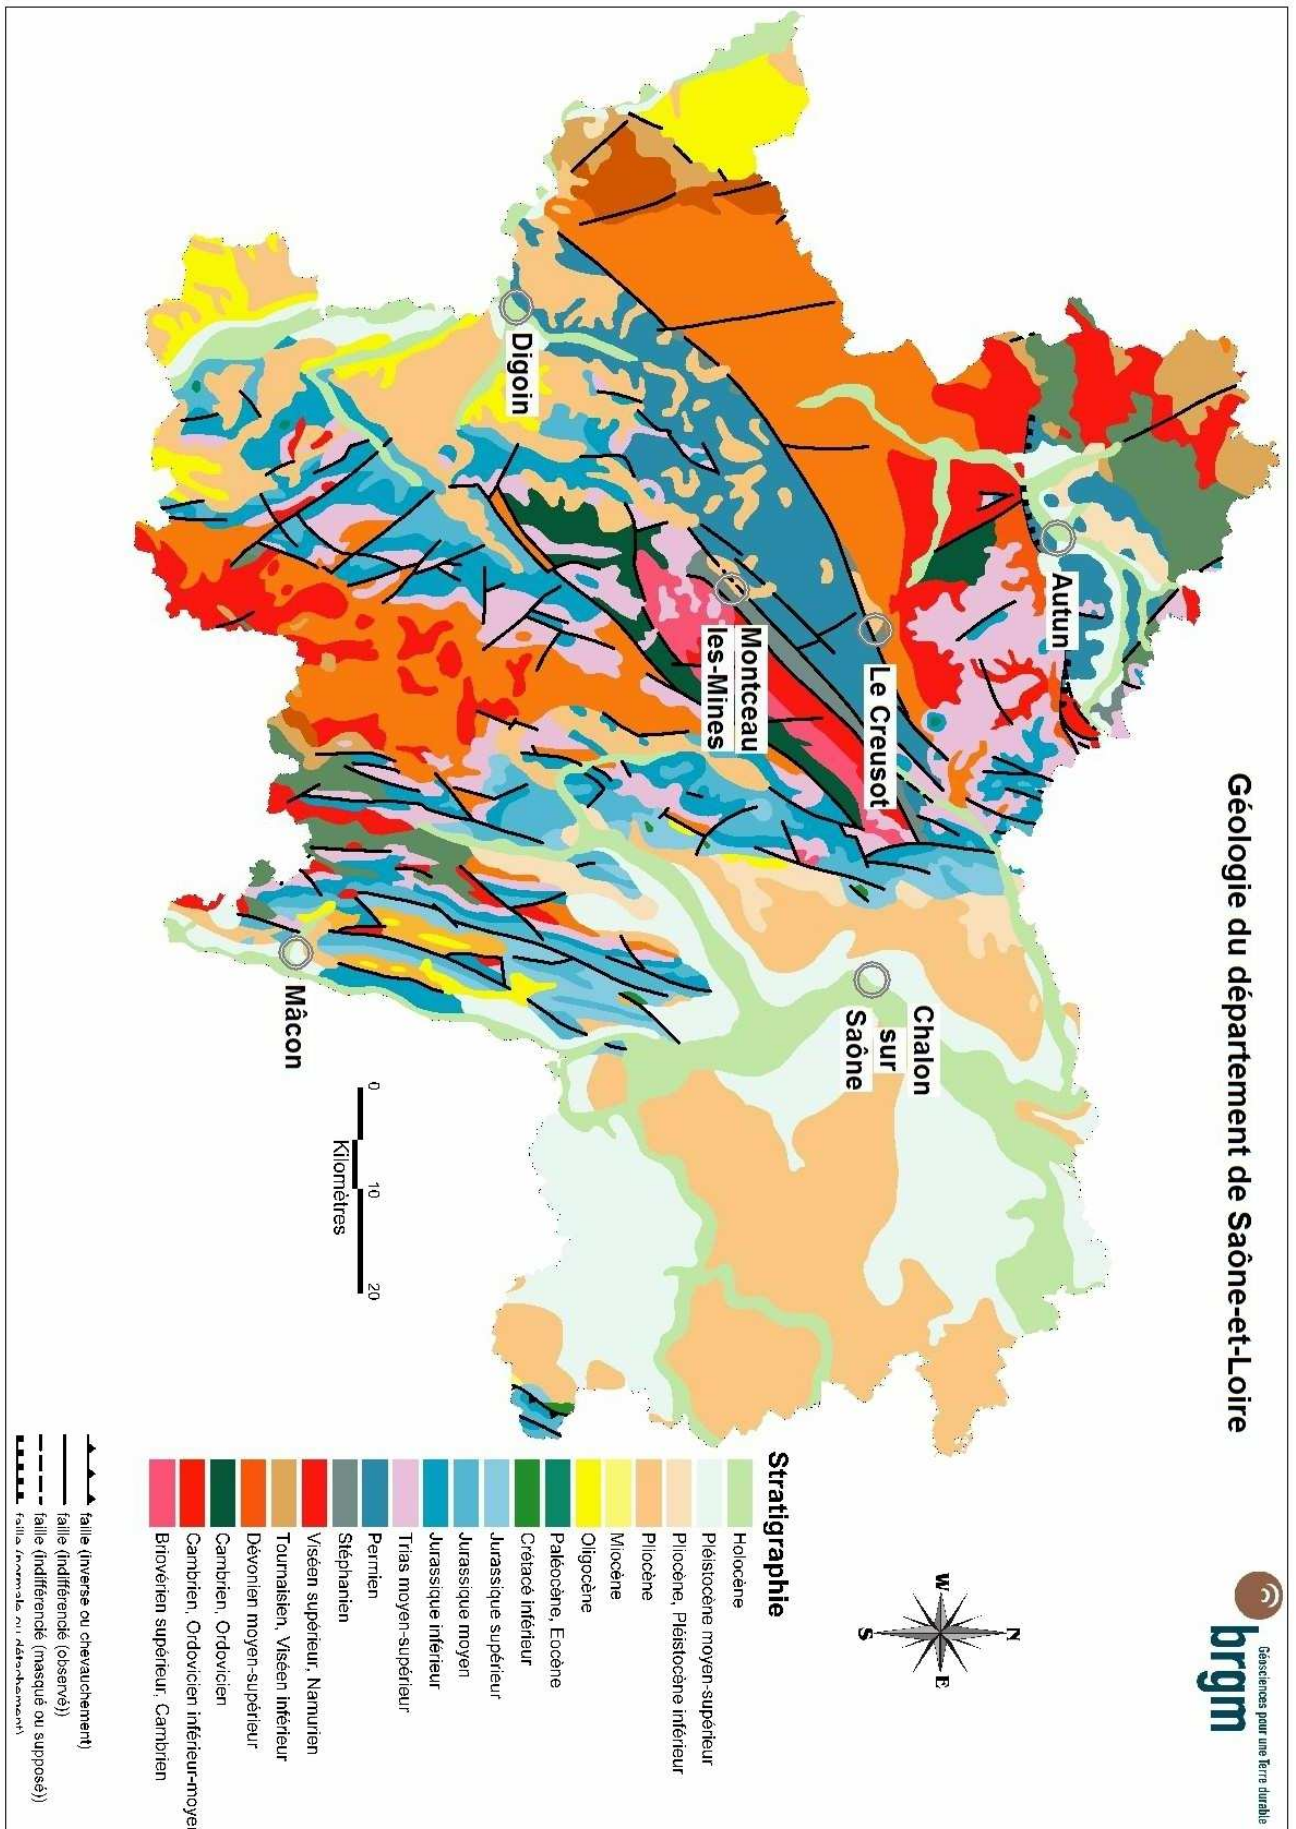 Géologie du département de Saône-et-Loire
Géosciences pour une Terre durable
brgm
Autun
Le Creusot
Montceau
les-Mines
Digoin
Chalon
sur
Saône
Mâcon
0 10 20
Kilomètres
N
W E
S
Stratigraphie
Holocène
Pléistocène moyen-supérieur
Pliocène, Pléistocène inférieur
Pliocène
Miocène
Oligocène
Paléocène, Eocène
Crétacé inférieur
Jurassique supérieur
Jurassique moyen
Jurassique inférieur
Trias moyen-supérieur
Permien
Stéphanien
Viséen supérieur, Namurien
Tournaisien, Viséen inférieur
Dévonien moyen-supérieur
Cambrien, Ordovicien
Cambrien, Ordovicien inférieur-moyen
Briovérien supérieur, Cambrien
faille (inverse ou chevauchement)
faille (indifférencié (observé))
faille (indifférencié (masqué ou supposé))
faille (normale ou détachement)